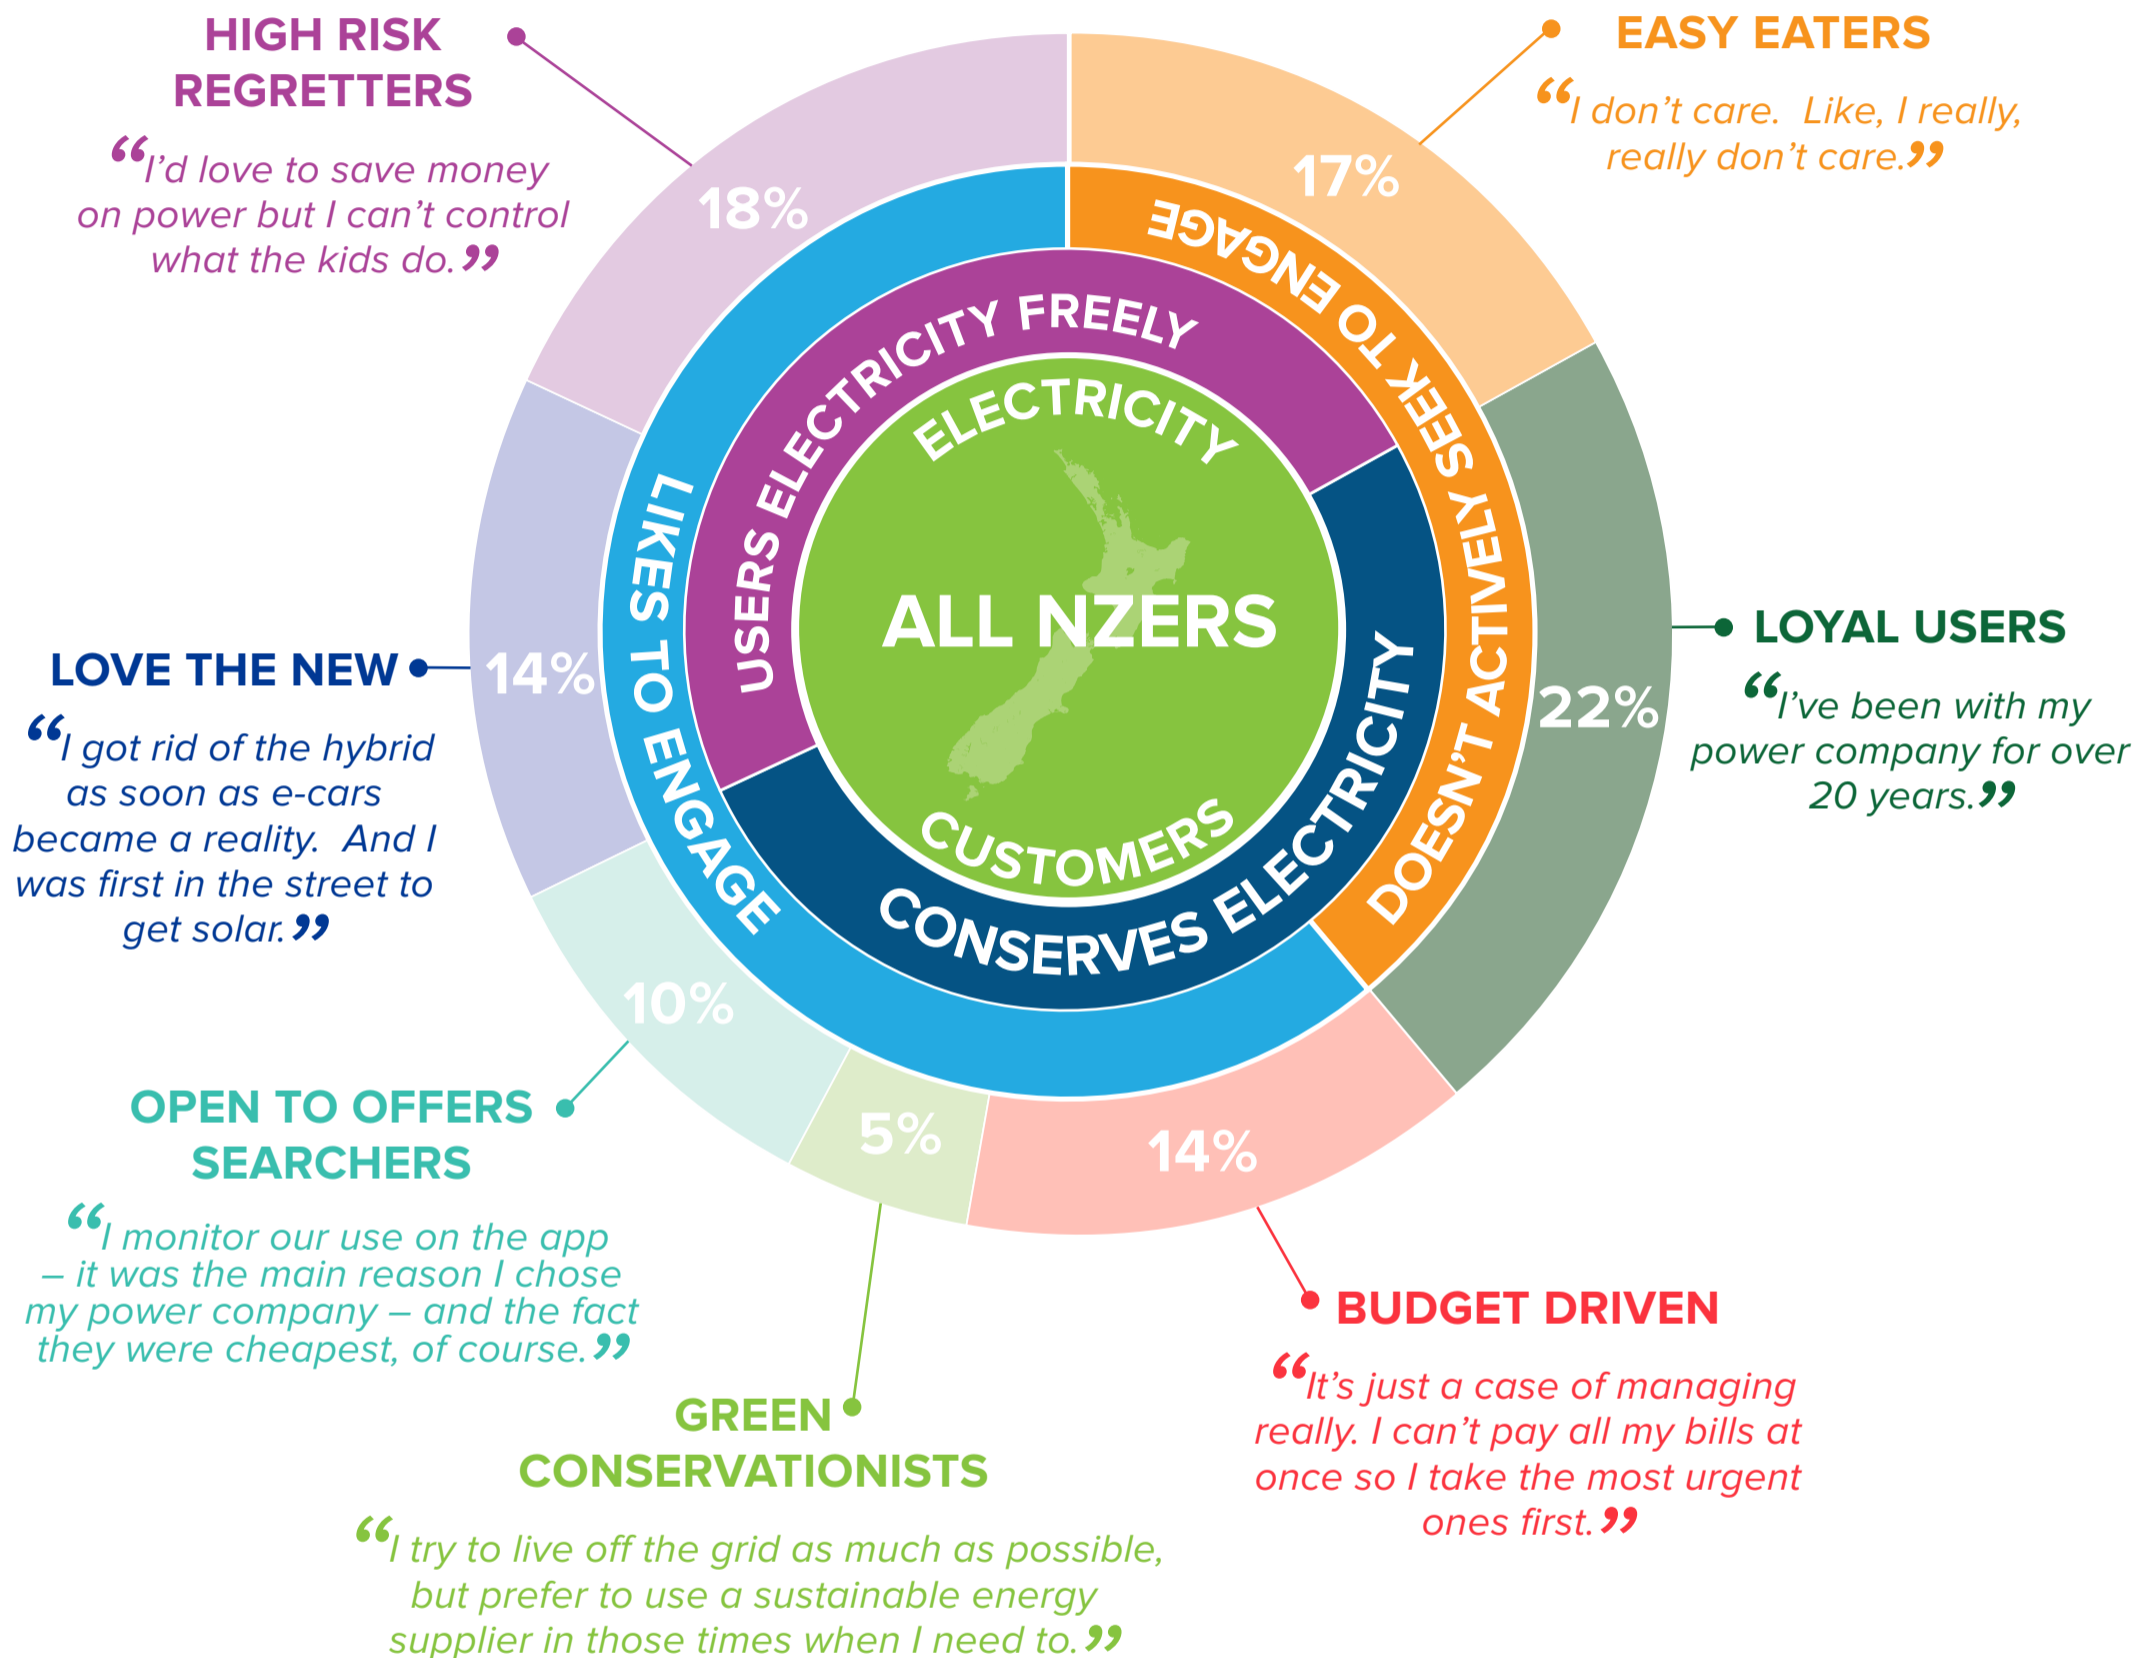 HIGH RISK
REGRETTERS
“I’d love to save money
on power but I can’t control
what the kids do.”
18%
EASY EATERS
“I don’t care.  Like, I really,
really don’t care.”
17%
LOYAL USERS
“I’ve been with my
power company for over
20 years.”
22%
BUDGET DRIVEN
“It’s just a case of managing
really. I can’t pay all my bills at
once so I take the most urgent
ones first.”
14%
GREEN
CONSERVATIONISTS
“I try to live off the grid as much as possible,
but prefer to use a sustainable energy
supplier in those times when I need to.”
5%
OPEN TO OFFERS
SEARCHERS
“I monitor our use on the app
– it was the main reason I chose
my power company – and the fact
they were cheapest, of course.”
10%
LOVE THE NEW
“I got rid of the hybrid
as soon as e-cars
became a reality.  And I
was first in the street to
get solar.”
14%
LIKES TO ENGAGE
DOESN’T ACTIVELY SEEK TO ENGAGE
USERS ELECTRICITY FREELY
CONSERVES ELECTRICITY
ELECTRICITY
ALL NZERS
CUSTOMERS